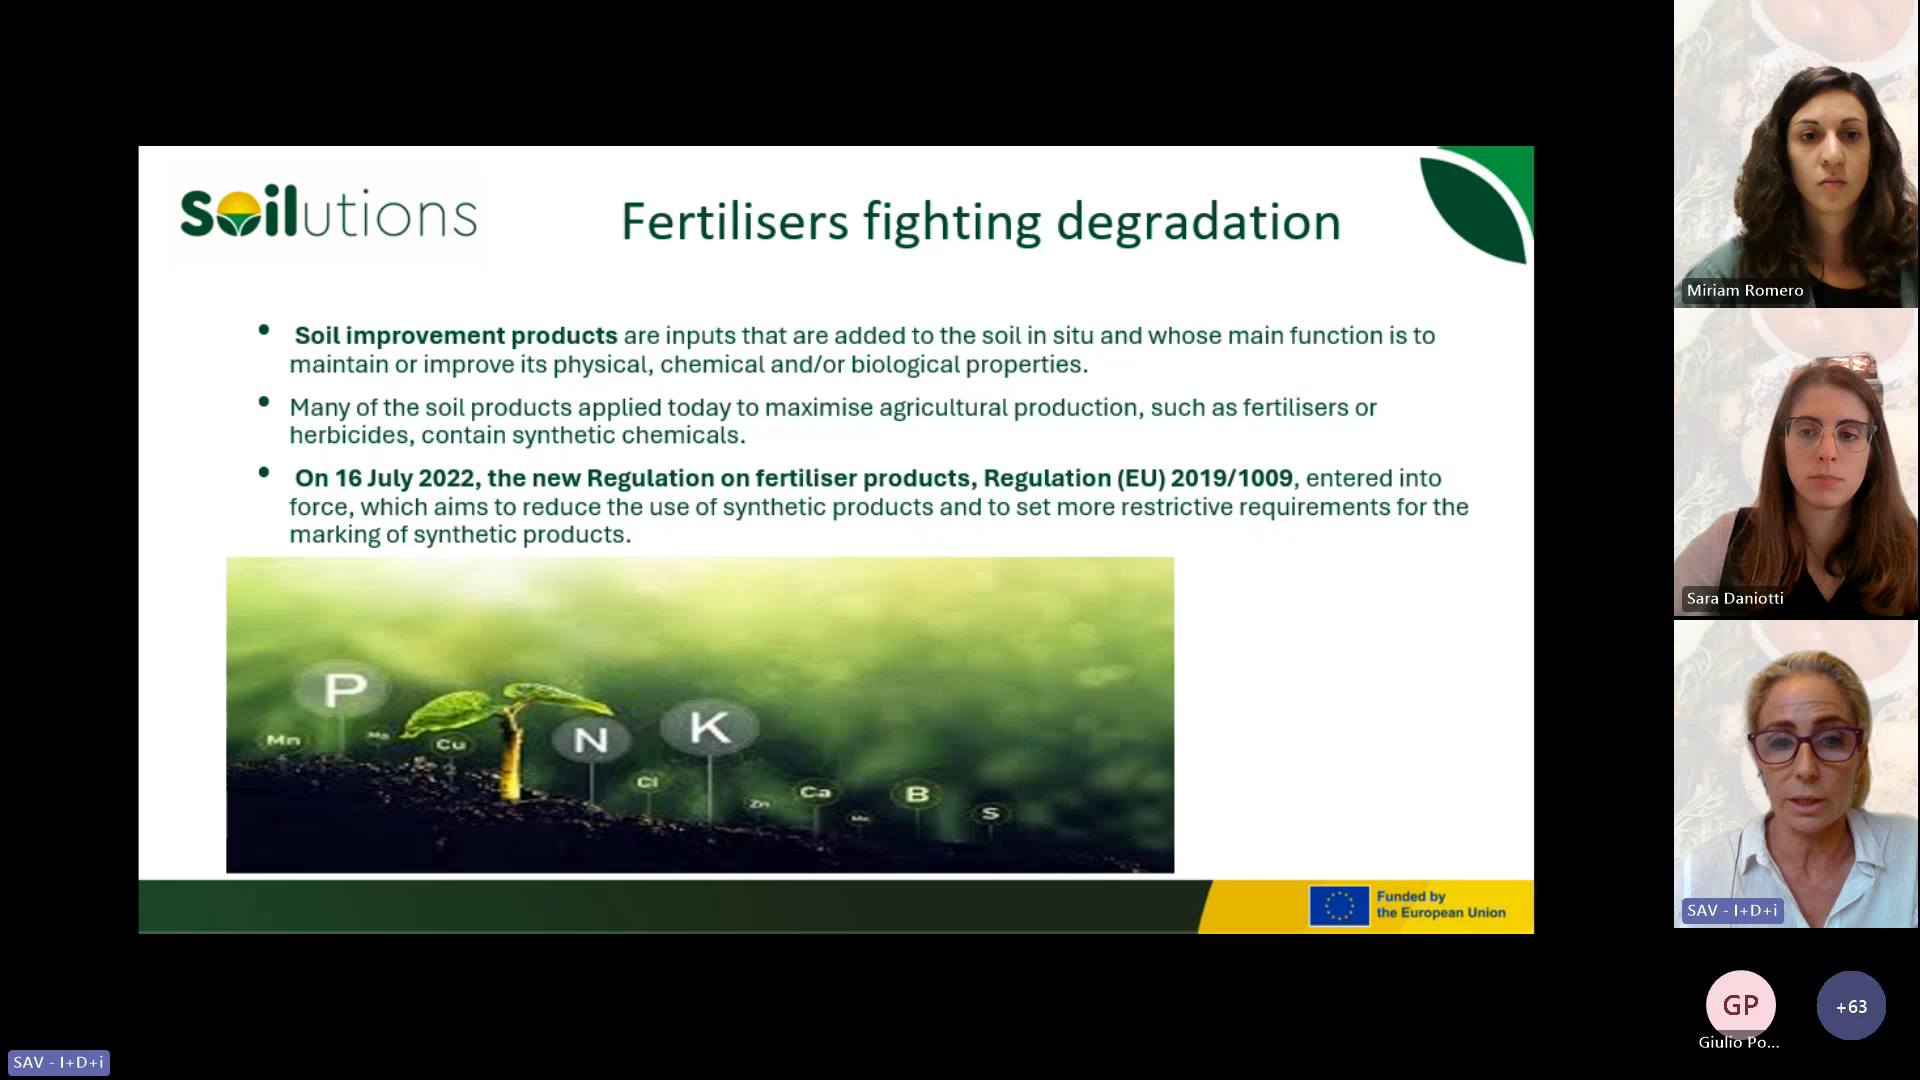 Soilutions
Fertilisers fighting degradation
• Soil improvement products are inputs that are added to the soil in situ and whose main function is to
maintain or improve its physical, chemical and/or biological properties.
• Many of the soil products applied today to maximise agricultural production, such as fertilisers or
herbicides, contain synthetic chemicals.
• On 16 July 2022, the new Regulation on fertiliser products, Regulation (EU) 2019/1009, entered into
force, which aims to reduce the use of synthetic products and to set more restrictive requirements for the
marking of synthetic products.
P
Mn
Cu
N
K
Cl
Zn
Ca
B
S
Funded by
the European Union
Miriam Romero
Sara Daniotti
SAV - I+D+i
GP
+63
Giulio Po...
SAV - I+D+i